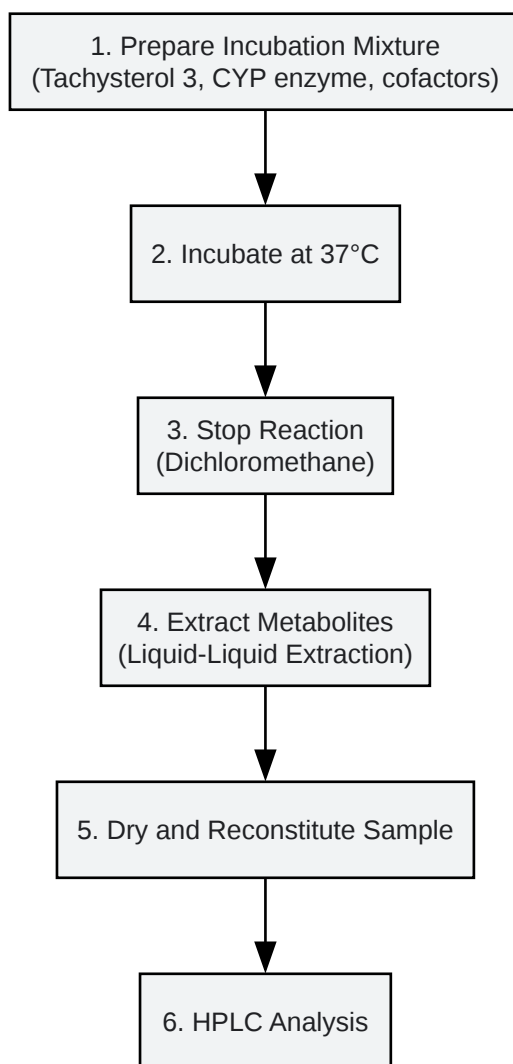 1. Prepare Incubation Mixture
(Tachysterol 3, CYP enzyme, cofactors)
2. Incubate at 37°C
3. Stop Reaction
(Dichloromethane)
4. Extract Metabolites
(Liquid-Liquid Extraction)
5. Dry and Reconstitute Sample
6. HPLC Analysis